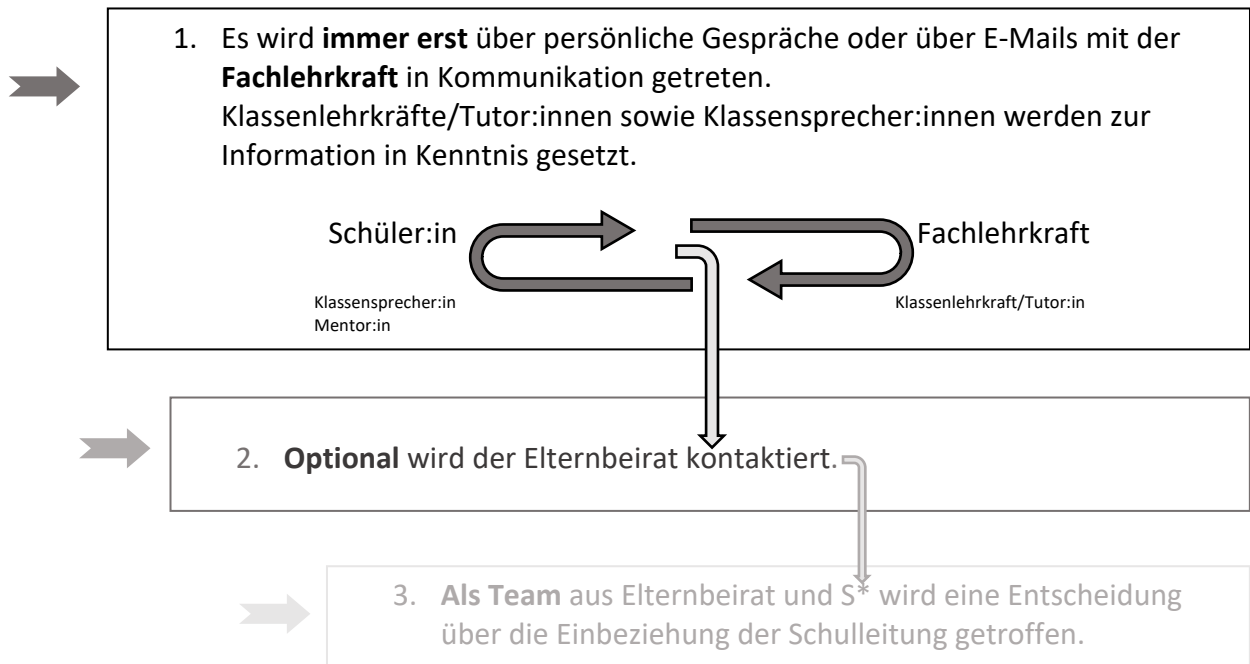 1. Es wird immer erst über persönliche Gespräche oder über E-Mails mit der
Fachlehrkraft in Kommunikation getreten.
Klassenlehrkräfte/Tutor:innen sowie Klassensprecher:innen werden zur
Information in Kenntnis gesetzt.
Schüler:in
Fachlehrkraft
Klassensprecher:in
Mentor:in
Klassenlehrkraft/Tutor:in
2. Optional wird der Elternbeirat kontaktiert.
3. Als Team aus Elternbeirat und S* wird eine Entscheidung
über die Einbeziehung der Schulleitung getroffen.